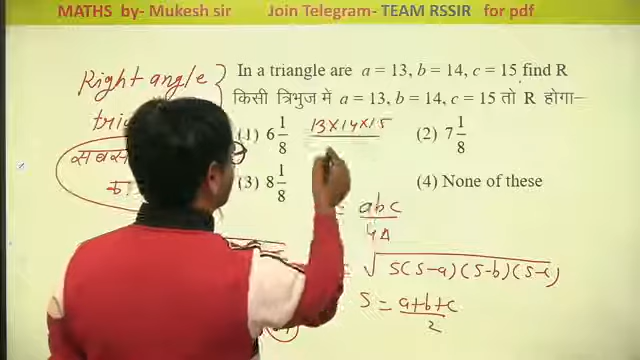 MATHS by- Mukesh sir Join Telegram- TEAM RSSIR for pdf
Right angle
In a triangle are a = 13, b = 14, c = 15 find R
किसी त्रिभुज में a = 13, b = 14, c = 15 तो R होगा-
(1) 6 1/8
13×14×15
(2) 7 1/8
(3) 8 1/8
(4) None of these
= abc/4Δ
= √S(S-a)(S-b)(S-c)
S = a+b+c/2